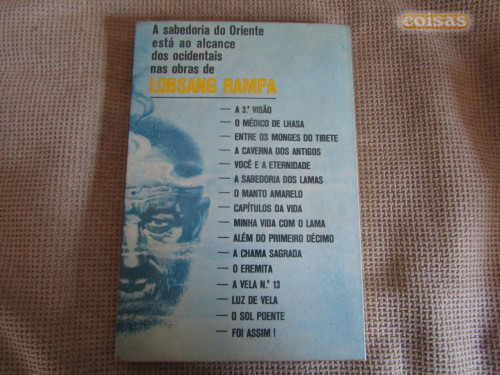 coisas
A sabedoria do Oriente
está ao alcance
dos ocidentais
nas obras de
LOBSANG RAMPA
— A 3.ª VISÃO
— O MÉDICO DE LHASA
— ENTRE OS MONGES DO TIBETE
— A CAVERNA DOS ANTIGOS
— VOCÊ E A ETERNIDADE
— A SABEDORIA DOS LAMAS
— O MANTO AMARELO
— CAPÍTULOS DA VIDA
— MINHA VIDA COM O LAMA
— ALÉM DO PRIMEIRO DÉCIMO
— A CHAMA SAGRADA
— O EREMITA
— A VELA N.º 13
— LUZ DE VELA
— O SOL POENTE
— FOI ASSIM !